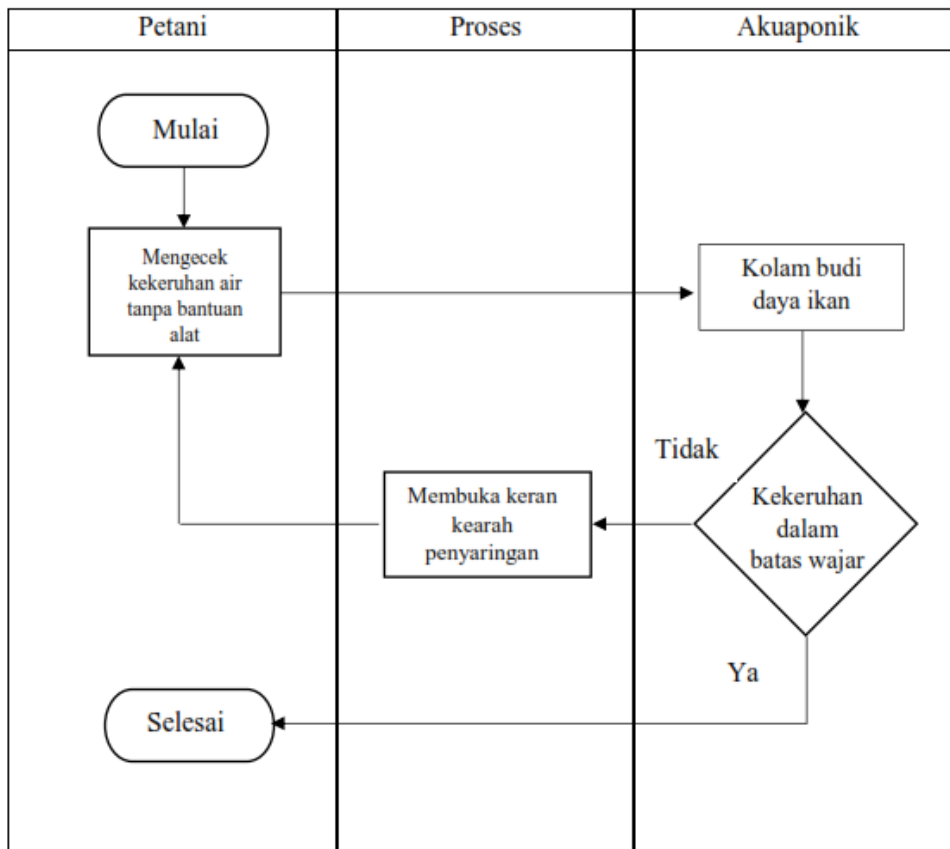 Petani
Proses
Akuaponik
Mulai
Mengecek
kekeruhan air
tanpa bantuan
alat
Kolam budi
daya ikan
Tidak
Kekeruhan
dalam
batas wajar
Membuka keran
kearah
penyaringan
Ya
Selesai